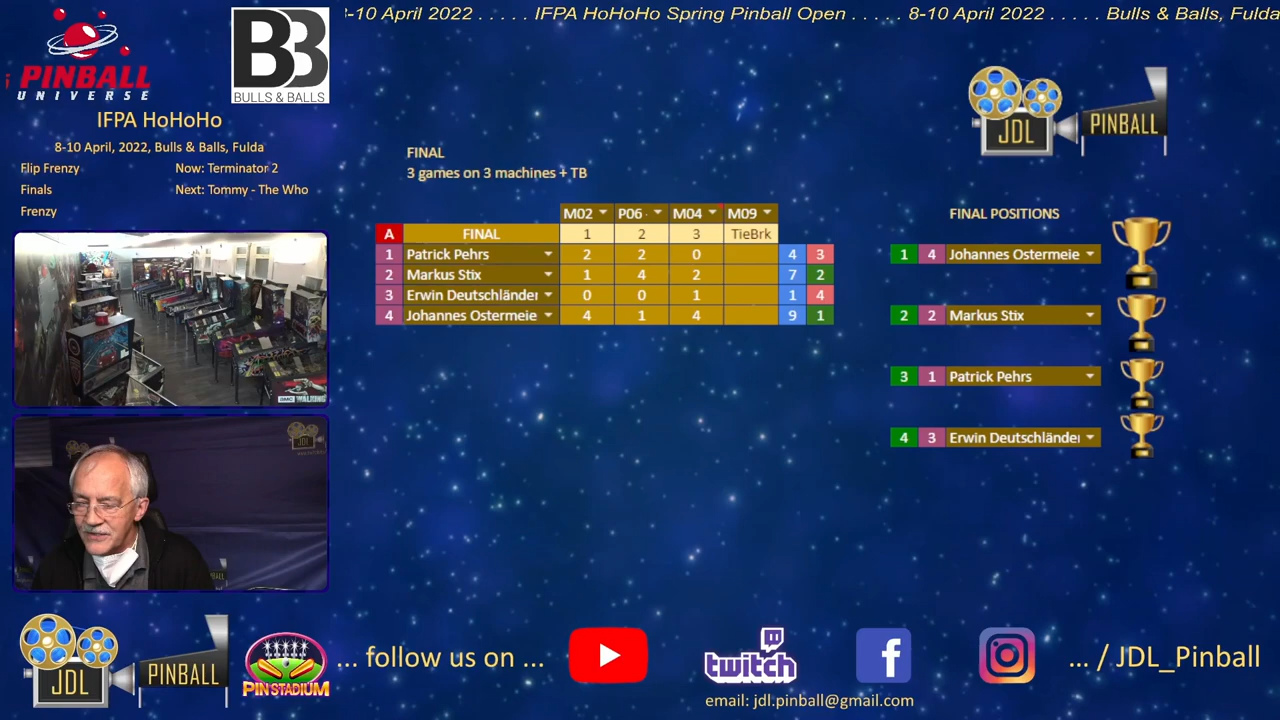 8-10 April 2022 . . . . . IFPA HoHoHo Spring Pinball Open . . . . . 8-10 April 2022 . . . . . Bulls & Balls, Fulda
PINBALL
UNIVERSE
BB
BULLS & BALLS
IFPA HoHoHo
8-10 April, 2022, Bulls & Balls, Fulda
Flip Frenzy Now: Terminator 2
Finals Next: Tommy - The Who
Frenzy
JDL PINBALL
FINAL
3 games on 3 machines + TB
M02 P06 M04 M09
A FINAL 1 2 3 TieBrk
1 Patrick Pehrs 2 2 0 4 3
2 Markus Stix 1 4 2 7 2
3 Erwin Deutschländer 0 0 1 1 4
4 Johannes Ostermeie 4 1 4 9 1
FINAL POSITIONS
1 4 Johannes Ostermeie
2 2 Markus Stix
3 1 Patrick Pehrs
4 3 Erwin Deutschländer
AMC WALKING
JDL
JDL PINBALL
PINSTADIUM
... follow us on ...
twitch
f
... / JDL_Pinball
email: jdl.pinball@gmail.com